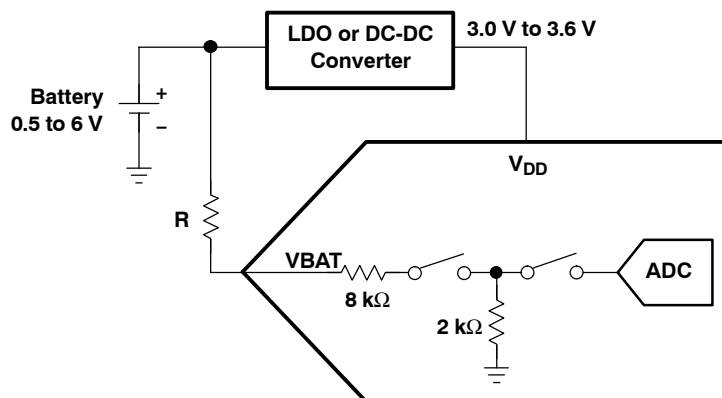 LDO or DC-DC
Converter
3.0 V to 3.6 V
Battery
0.5 to 6 V
+
–
VDD
R
VBAT
8 kΩ
ADC
2 kΩ